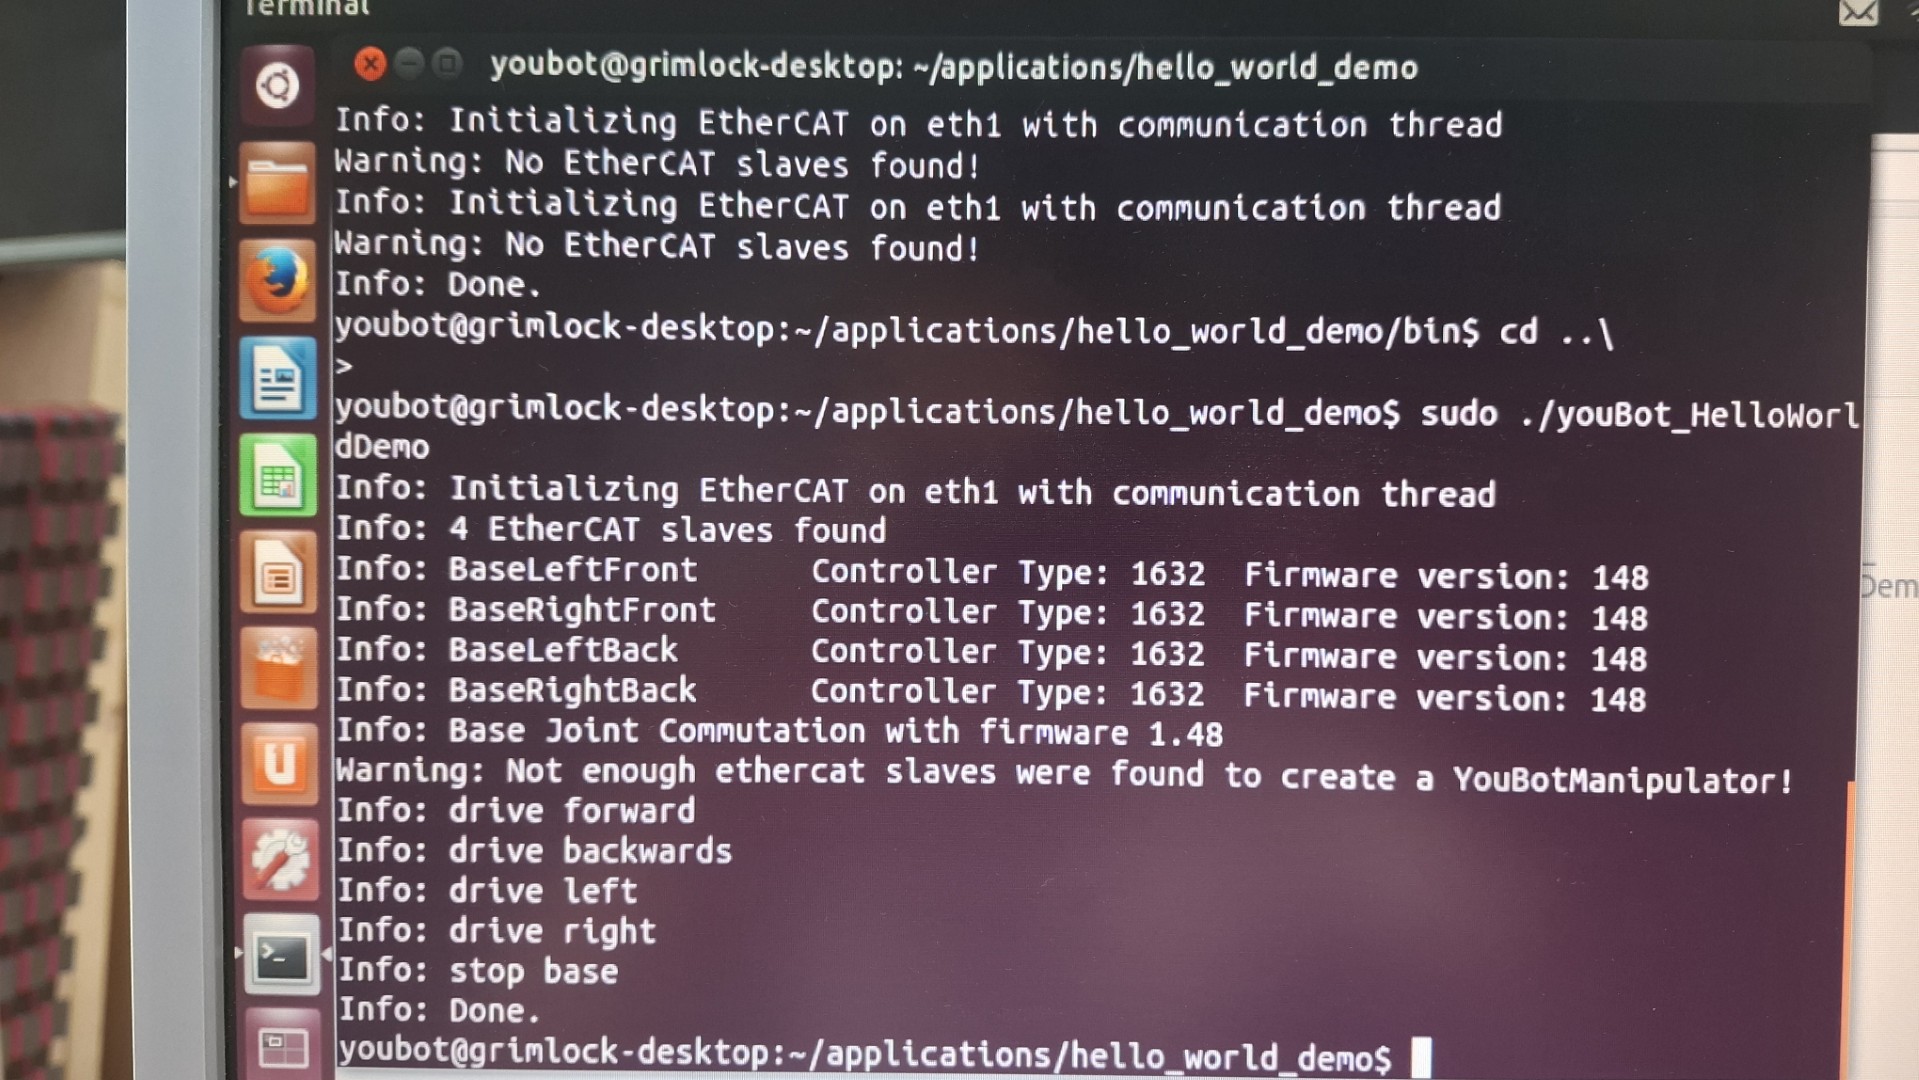 Terminal
youbot@grimlock-desktop: ~/applications/hello_world_demo
Info: Initializing EtherCAT on eth1 with communication thread
Warning: No EtherCAT slaves found!
Info: Initializing EtherCAT on eth1 with communication thread
Warning: No EtherCAT slaves found!
Info: Done.
youbot@grimlock-desktop:~/applications/hello_world_demo/bin$ cd ..\
>
youbot@grimlock-desktop:~/applications/hello_world_demo$ sudo ./youBot_HelloWorl
dDemo
Info: Initializing EtherCAT on eth1 with communication thread
Info: 4 EtherCAT slaves found
Info: BaseLeftFront Controller Type: 1632 Firmware version: 148
Info: BaseRightFront Controller Type: 1632 Firmware version: 148
Info: BaseLeftBack Controller Type: 1632 Firmware version: 148
Info: BaseRightBack Controller Type: 1632 Firmware version: 148
Info: Base Joint Commutation with firmware 1.48
Warning: Not enough ethercat slaves were found to create a YouBotManipulator!
Info: drive forward
Info: drive backwards
Info: drive left
Info: drive right
Info: stop base
Info: Done.
youbot@grimlock-desktop:~/applications/hello_world_demo$